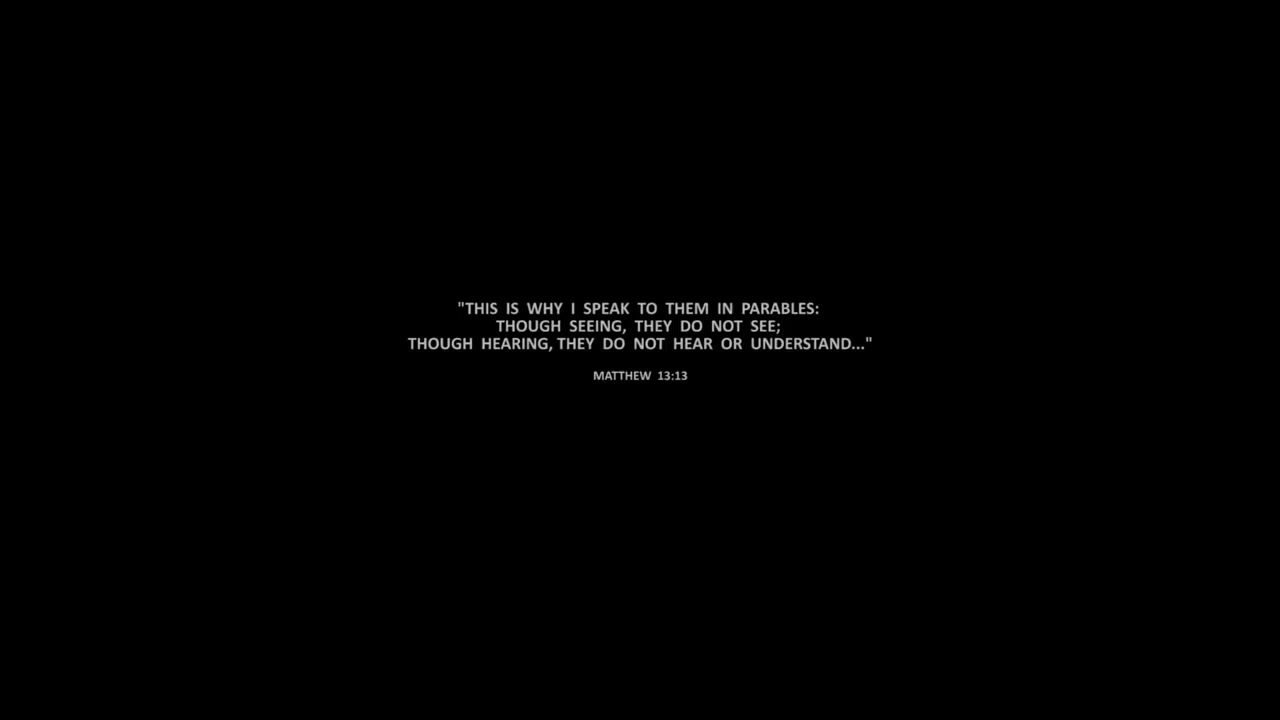 "THIS IS WHY I SPEAK TO THEM IN PARABLES:
THOUGH SEEING, THEY DO NOT SEE;
THOUGH HEARING, THEY DO NOT HEAR OR UNDERSTAND..."
MATTHEW 13:13